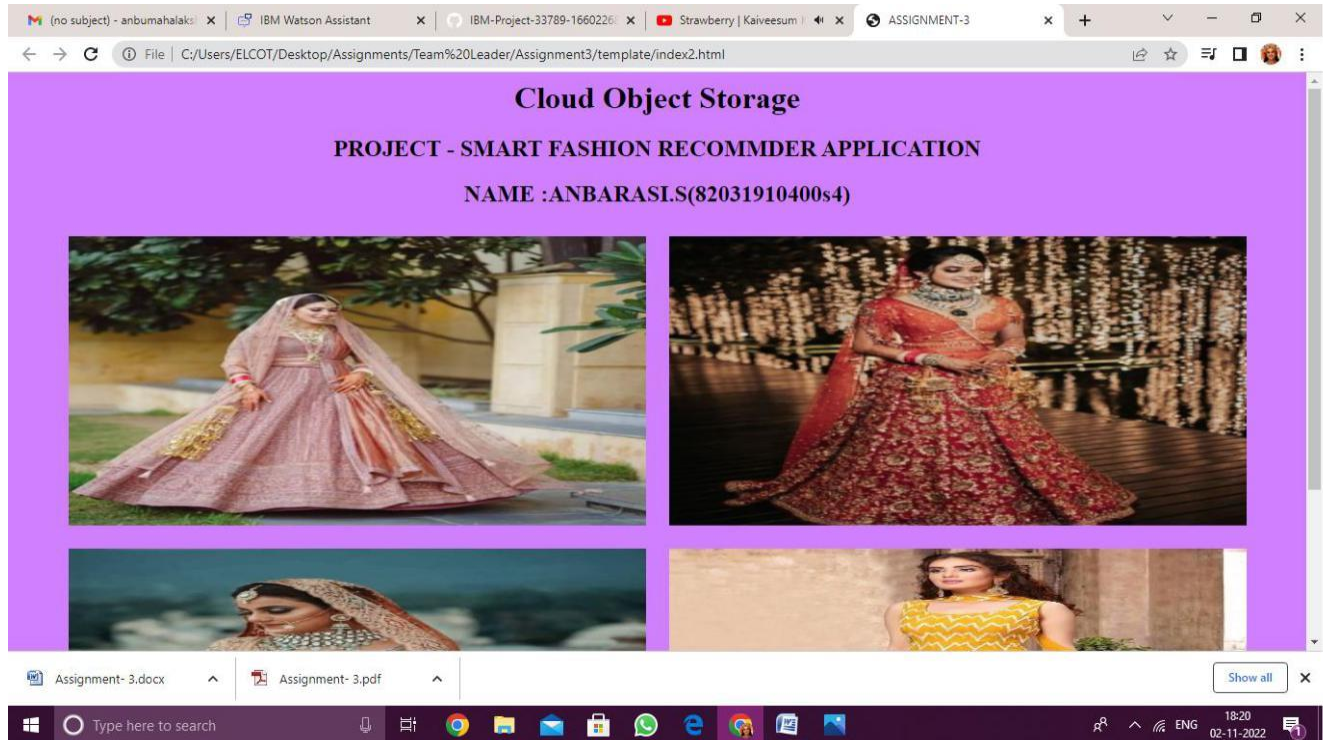 (no subject) - anbumahalaks
IBM Watson Assistant
IBM-Project-33789-1660226
Strawberry | Kaiveesum
ASSIGNMENT-3
File | C:/Users/ELCOT/Desktop/Assignments/Team%20Leader/Assignment3/template/index2.html
Cloud Object Storage
PROJECT - SMART FASHION RECOMMDER APPLICATION
NAME :ANBARASI.S(82031910400s4)
Assignment- 3.docx
Assignment- 3.pdf
Show all
Type here to search
ENG
18:20
02-11-2022
1